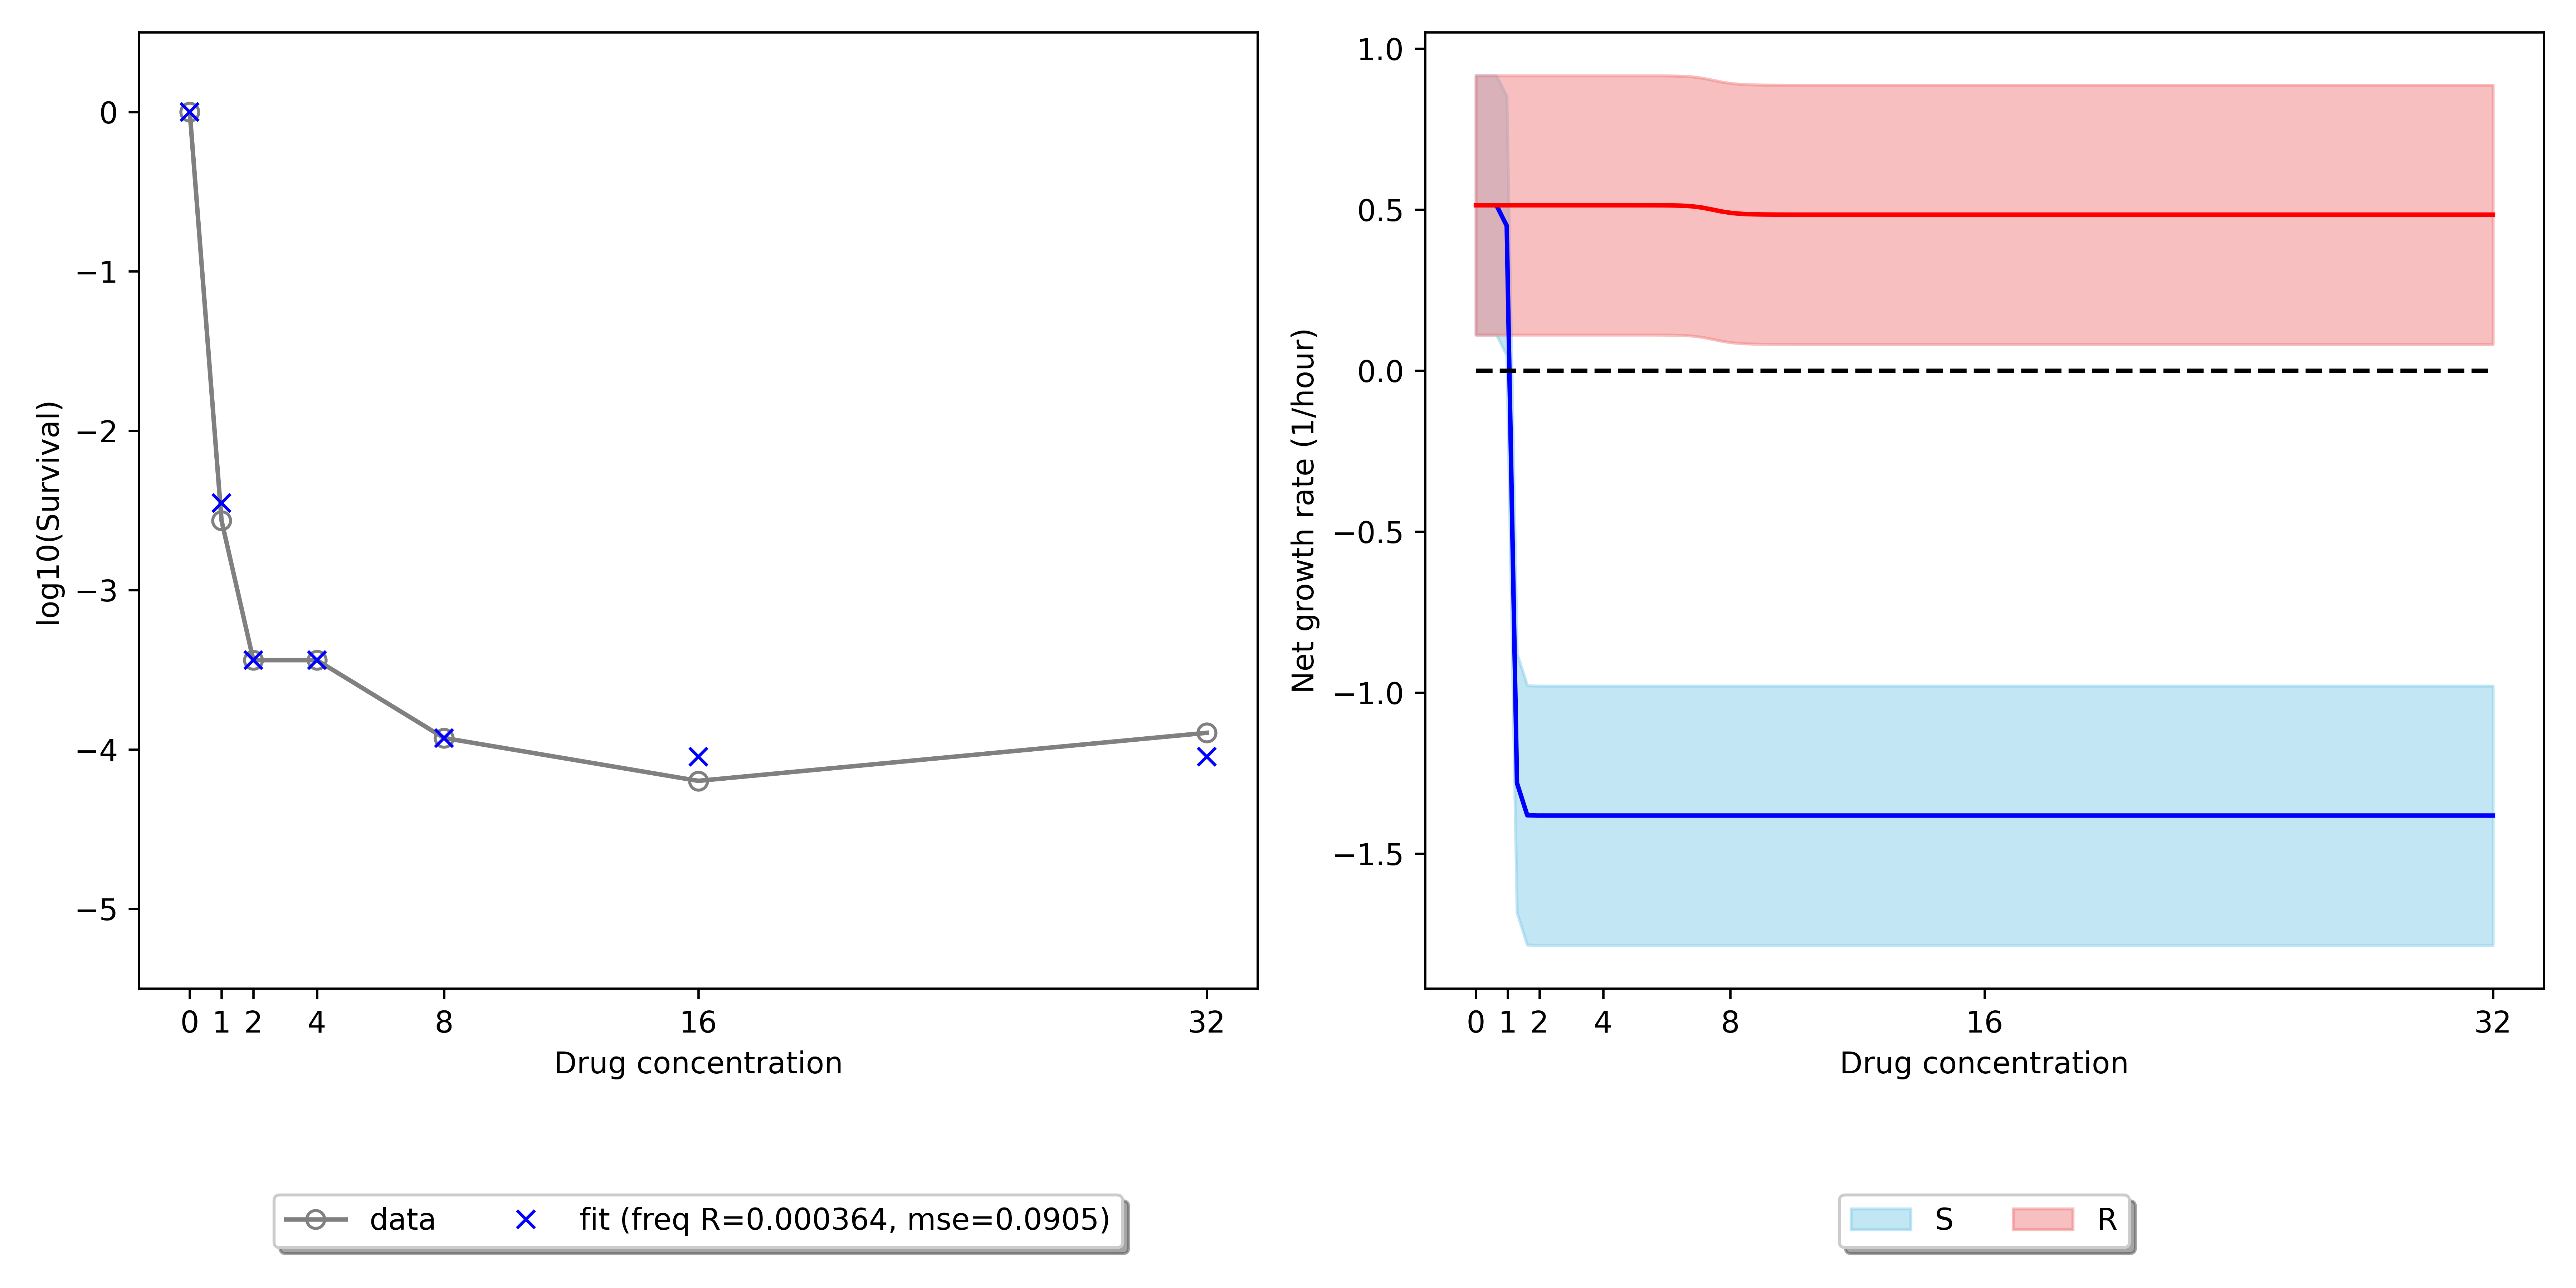 0
−1
−2
−3
−4
−5
log10(Survival)
0 1 2 4 8 16 32
Drug concentration
data fit (freq R=0.000364, mse=0.0905)
1.0
0.5
0.0
−0.5
−1.0
−1.5
Net growth rate (1/hour)
0 1 2 4 8 16 32
Drug concentration
S R